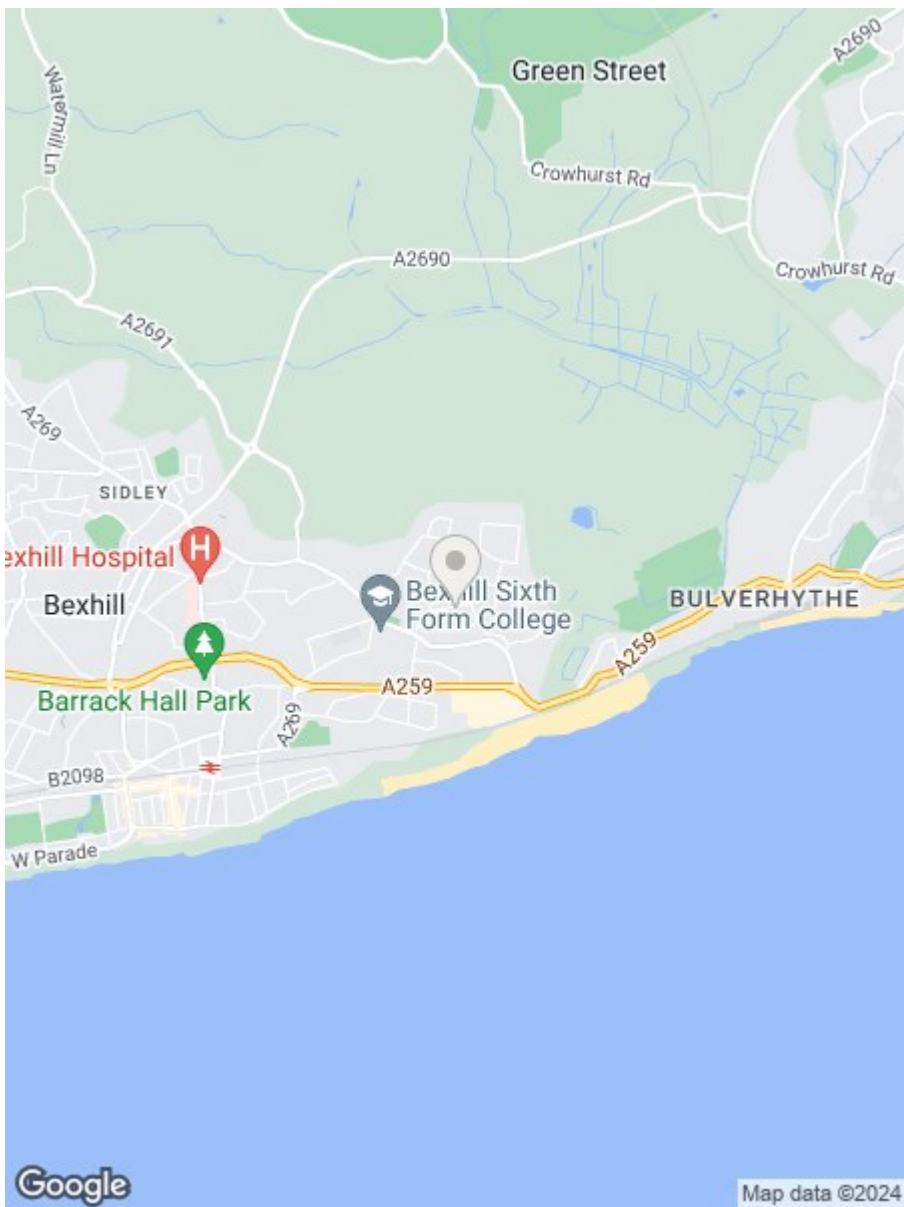 A2690
Green Street
Watermill Ln
Crowhurst Rd
A2690
Crowhurst Rd
A2691
A269
SIDLEY
exhill Hospital
H
Bexhill
Bexhill Sixth
Form College
BULVERHYTHE
A259
A259
Barrack Hall Park
A269
B2098
W Parade
Google
Map data ©2024